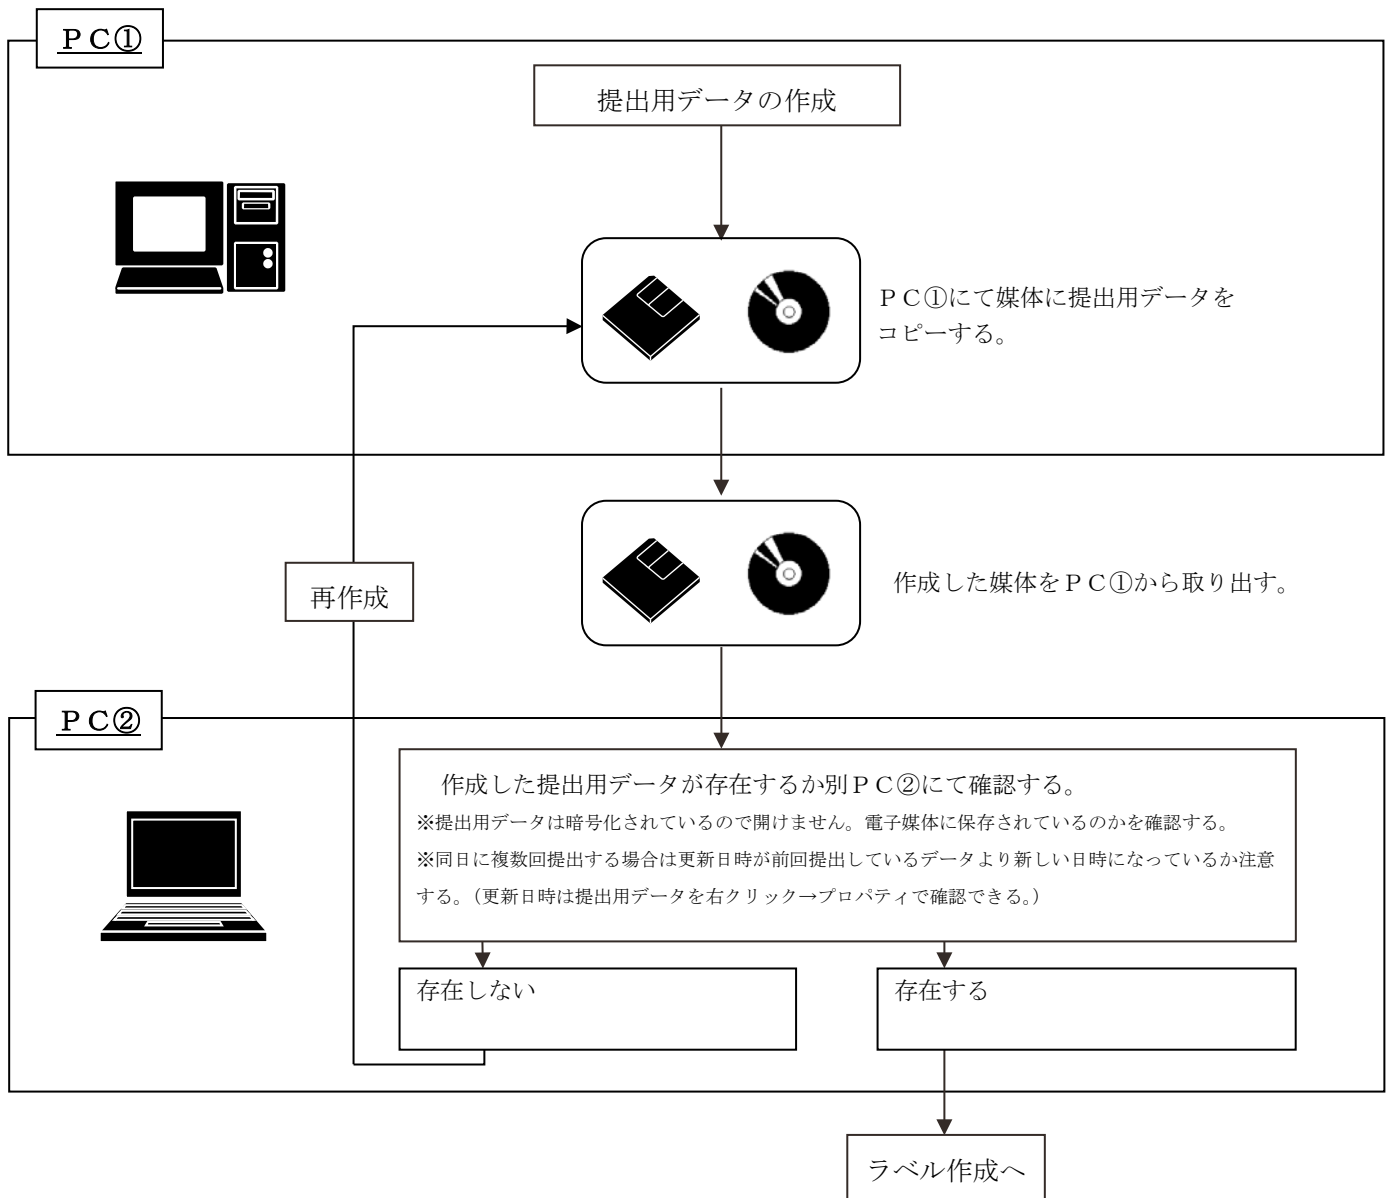 ＰＣ①
提出用データの作成
ＰＣ①にて媒体に提出用データを
コピーする。
作成した媒体をＰＣ①から取り出す。
再作成
ＰＣ②
作成した提出用データが存在するか別ＰＣ②にて確認する。
※提出用データは暗号化されているので開けません。電子媒体に保存されているのかを確認する。
※同日に複数回提出する場合は更新日時が前回提出しているデータより新しい日時になっているか注意
する。（更新日時は提出用データを右クリック→プロパティで確認できる。）
存在しない
存在する
ラベル作成へ